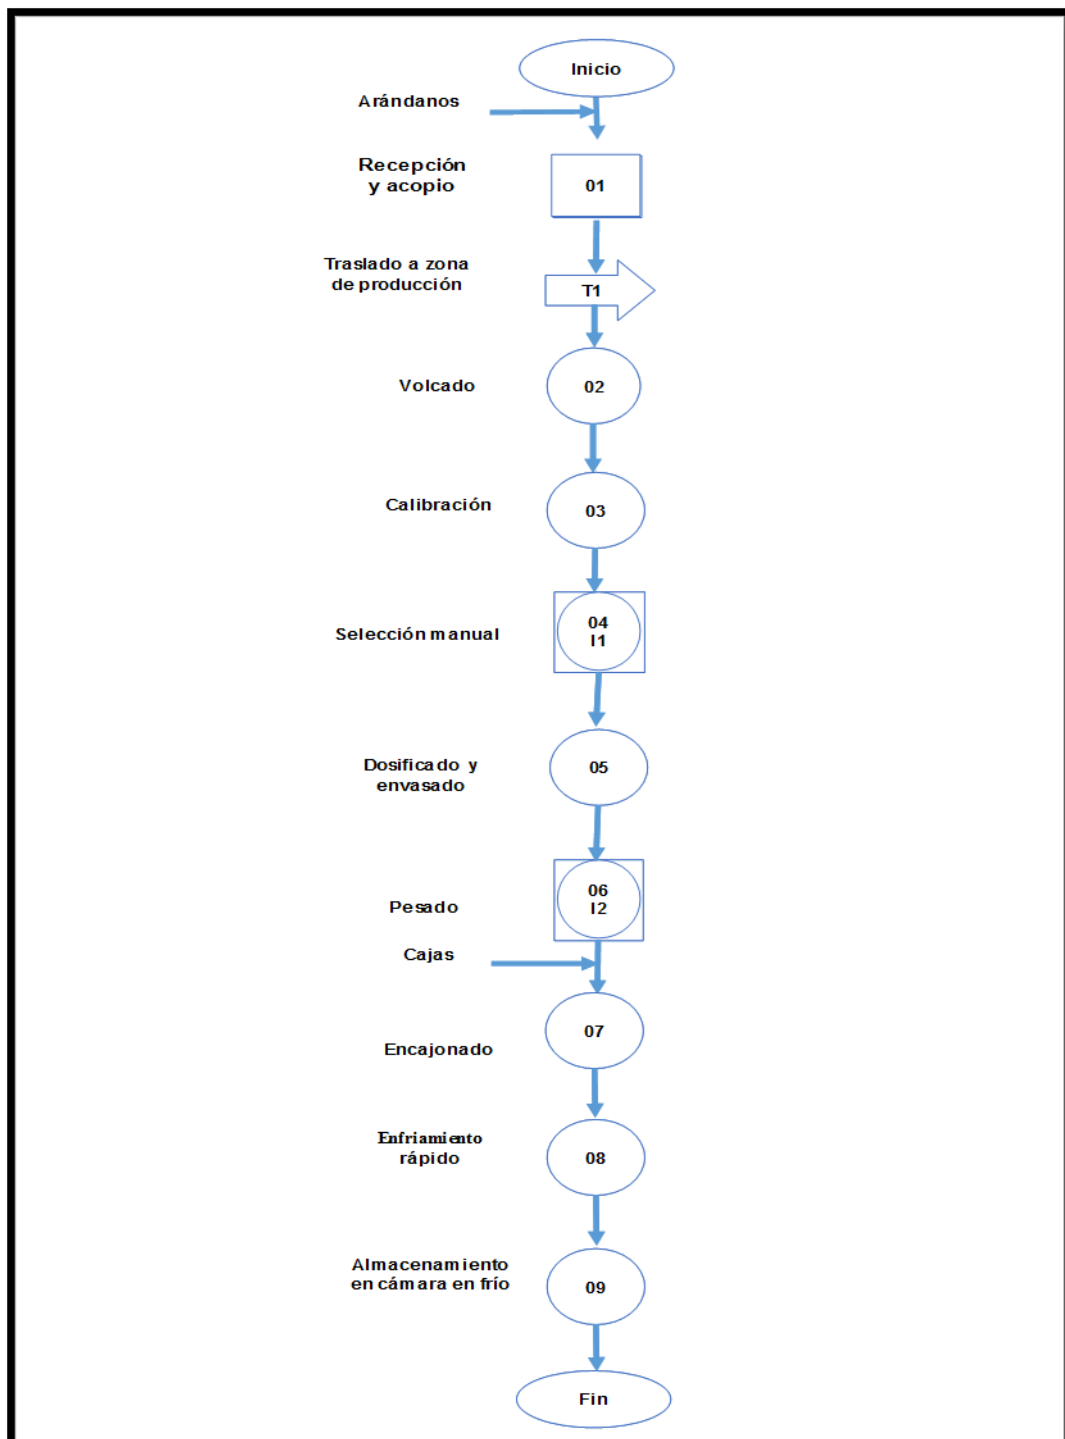 Inicio
Arándanos
Recepción
y acopio
01
Traslado a zona
de producción
T1
Volcado
02
Calibración
03
Selección manual
04
I1
Dosificado y
envasado
05
Pesado
06
I2
Cajas
Encajonado
07
Enfriamiento
rápido
08
Almacenamiento
en cámara en frío
09
Fin